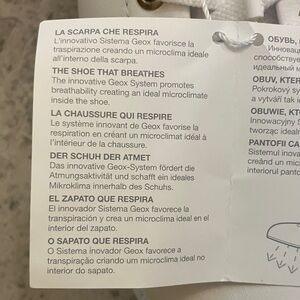 LA SCARPA CHE RESPIRA
L'innovativo Sistema Geox favorisce la
traspirazione creando un microclima ideale
all'interno della scarpa.
THE SHOE THAT BREATHES
The innovative Geox System promotes
breathability creating an ideal microclimate
inside the shoe.
LA CHAUSSURE QUI RESPIRE
Le système innovant de Geox favorise la
respiration en créant un microclimat idéal à
l'intérieur de la chaussure.
DER SCHUH DER ATMET
Das innovative Geox-System fördert die
Atmungsaktivität und schafft ein ideales
Mikroklima innerhalb des Schuhs.
EL ZAPATO QUE RESPIRA
El innovador Sistema Geox favorece la
transpiración y crea un microclima ideal en el
interior del zapato.
O SAPATO QUE RESPIRA
O Sistema inovador Geox favorece a
transpiração criando um microclima ideal no
interior do sapato.
ОБУВЬ,
Иннова
способствуе
идеальный м
OBUV, KTER
Pokrokový sy
a vytváří tak
OBUWIE, KTÓ
Innowacyjny S
tworząc idealn
PANTOFII CA
Sistemul inova
creând un mic
interiorul panto